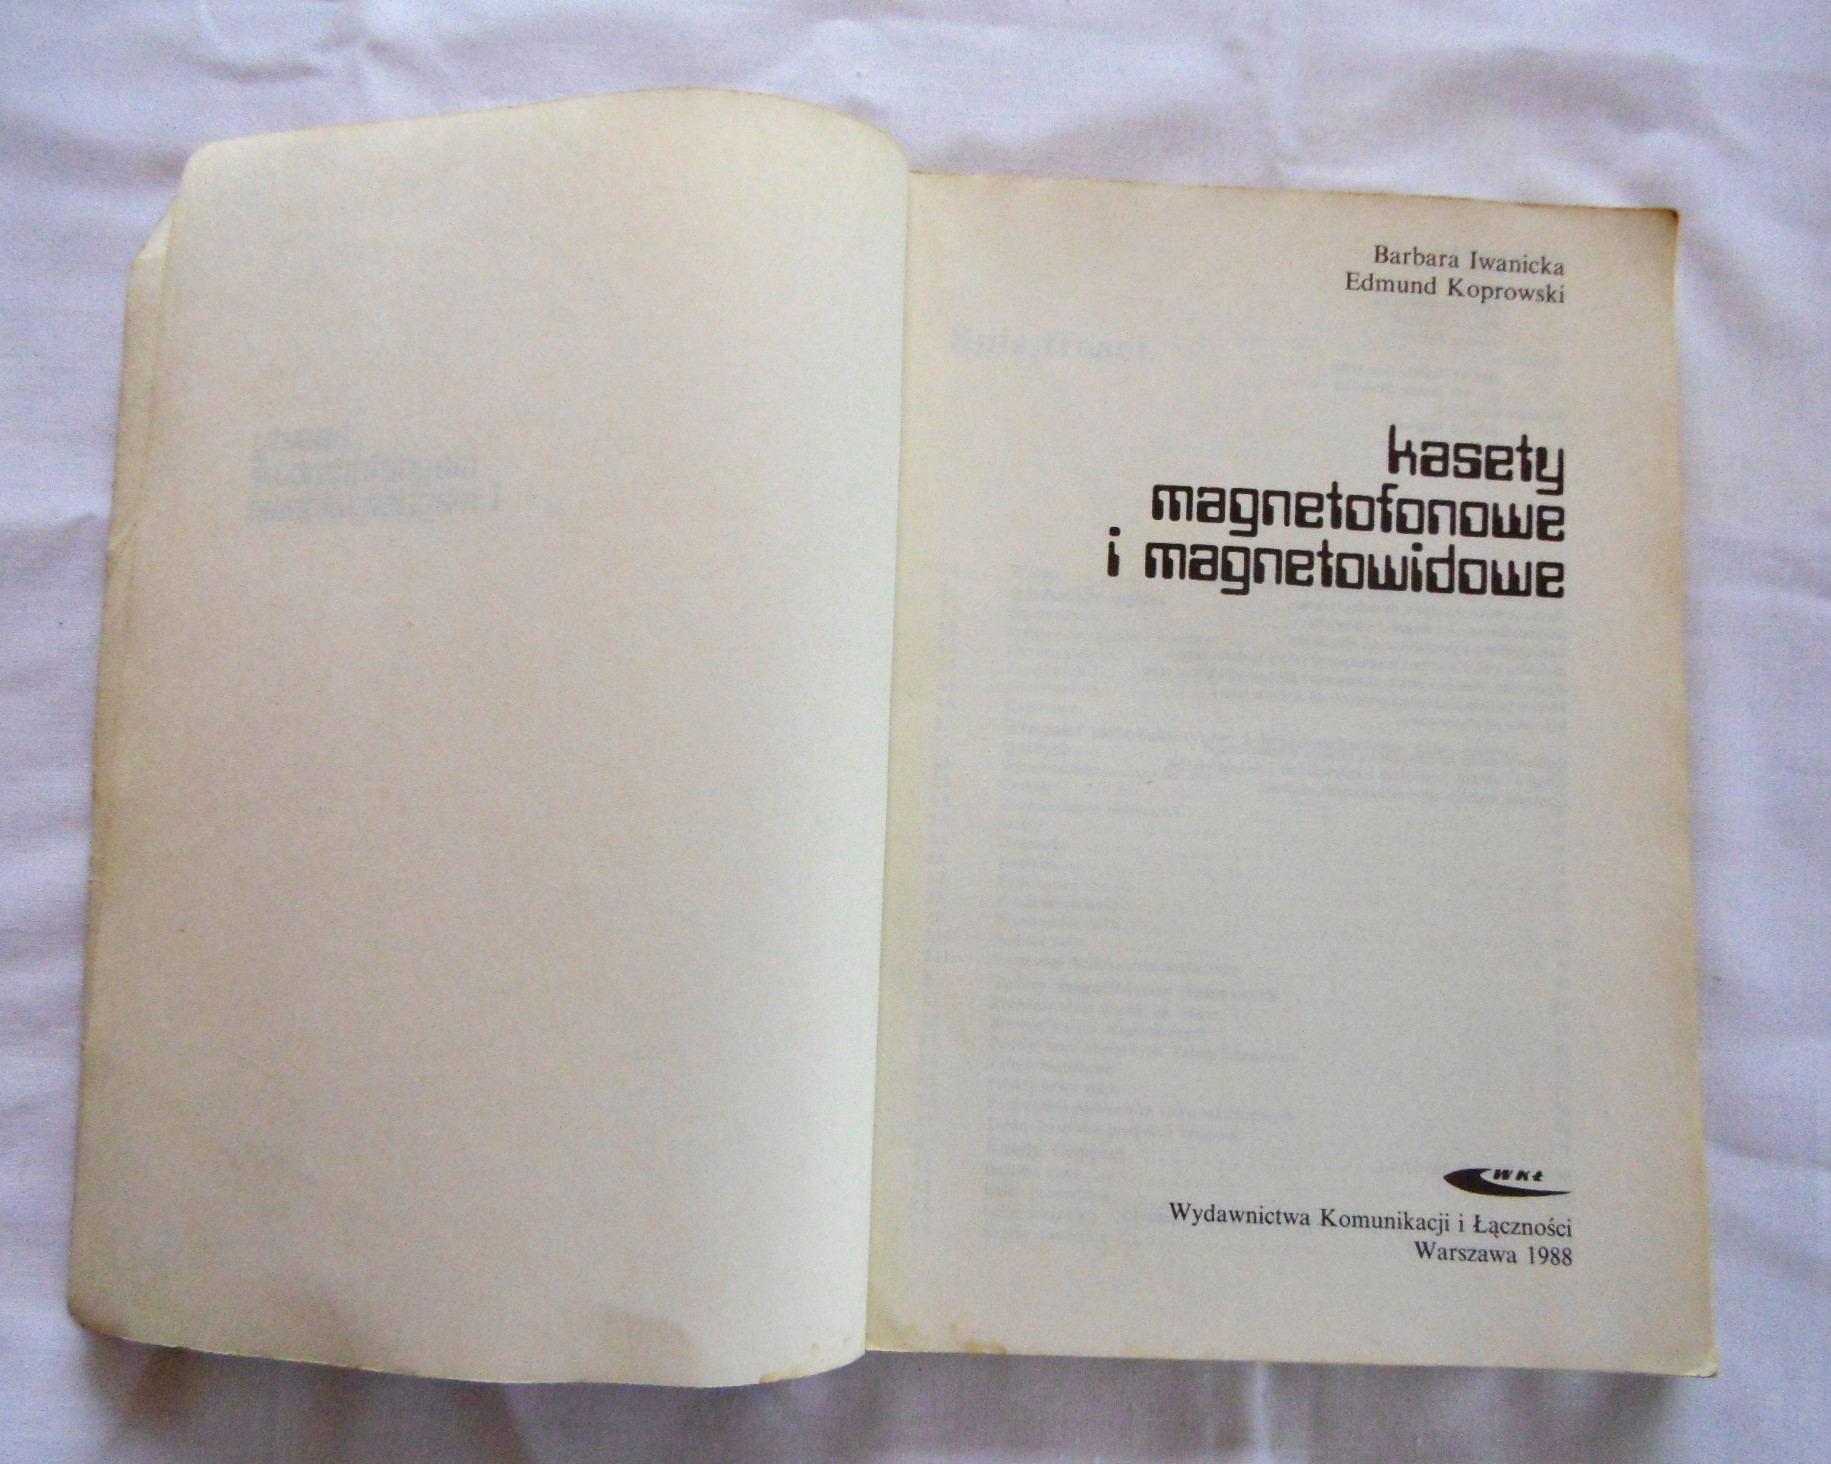 Barbara Iwanicka
Edmund Koprowski
kasety
magnetofonowe
i magnetowidowe
WKŁ
Wydawnictwa Komunikacji i Łączności
Warszawa 1988